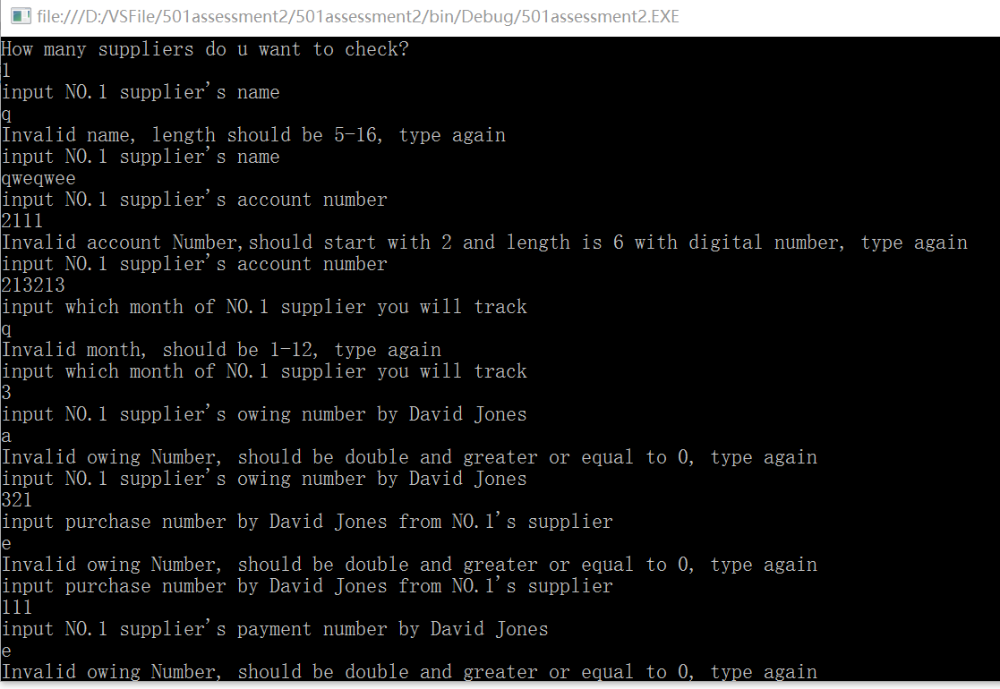 file:///D:/VSFile/501assessment2/501assessment2/bin/Debug/501assessment2.EXE
How many suppliers do u want to check?
1
input NO.1 supplier's name
q
Invalid name, length should be 5-16, type again
input NO.1 supplier's name
qweqwee
input NO.1 supplier's account number
2111
Invalid account Number,should start with 2 and length is 6 with digital number, type again
input NO.1 supplier's account number
213213
input which month of NO.1 supplier you will track
q
Invalid month, should be 1-12, type again
input which month of NO.1 supplier you will track
3
input NO.1 supplier's owing number by David Jones
a
Invalid owing Number, should be double and greater or equal to 0, type again
input NO.1 supplier's owing number by David Jones
321
input purchase number by David Jones from NO.1's supplier
e
Invalid owing Number, should be double and greater or equal to 0, type again
input purchase number by David Jones from NO.1's supplier
111
input NO.1 supplier's payment number by David Jones
e
Invalid owing Number, should be double and greater or equal to 0, type again